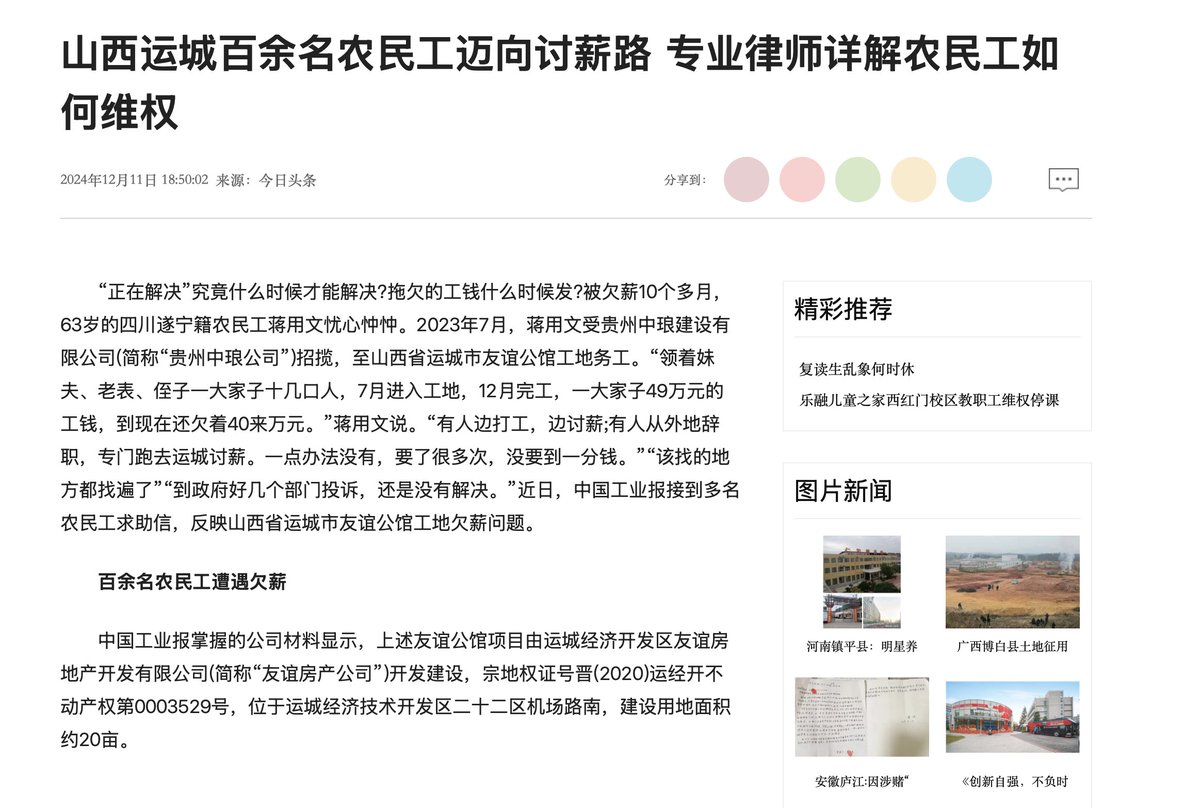 山西运城百余名农民工迈向讨薪路 专业律师详解农民工如
何维权
2024年12月11日 18:50:02 来源：今日头条
分享到：
“正在解决”究竟什么时候才能解决?拖欠的工钱什么时候发?被欠薪10个多月，
63岁的四川遂宁籍农民工蒋用文忧心忡忡。2023年7月，蒋用文受贵州中琅建设有
限公司(简称“贵州中琅公司”)招揽，至山西省运城市友谊公馆工地务工。“领着妹
夫、老表、侄子一大家子十几口人，7月进入工地，12月完工，一大家子49万元的
工钱，到现在还欠着40来万元。”蒋用文说。“有人边打工，边讨薪;有人从外地辞
职，专门跑去运城讨薪。一点办法没有，要了很多次，没要到一分钱。”“该找的地
方都找遍了”“到政府好几个部门投诉，还是没有解决。”近日，中国工业报接到多名
农民工求助信，反映山西省运城市友谊公馆工地欠薪问题。
百余名农民工遭遇欠薪
中国工业报掌握的公司材料显示，上述友谊公馆项目由运城经济开发区友谊房
地产开发有限公司(简称“友谊房产公司”)开发建设，宗地权证号晋(2020)运经开不
动产权第0003529号，位于运城经济技术开发区二十二区机场路南，建设用地面积
约20亩。
精彩推荐
复读生乱象何时休
乐融儿童之家西红门校区教职工维权停课
图片新闻
河南镇平县：明星养
广西博白县土地征用
安徽庐江:因涉赌“
《创新自强，不负时